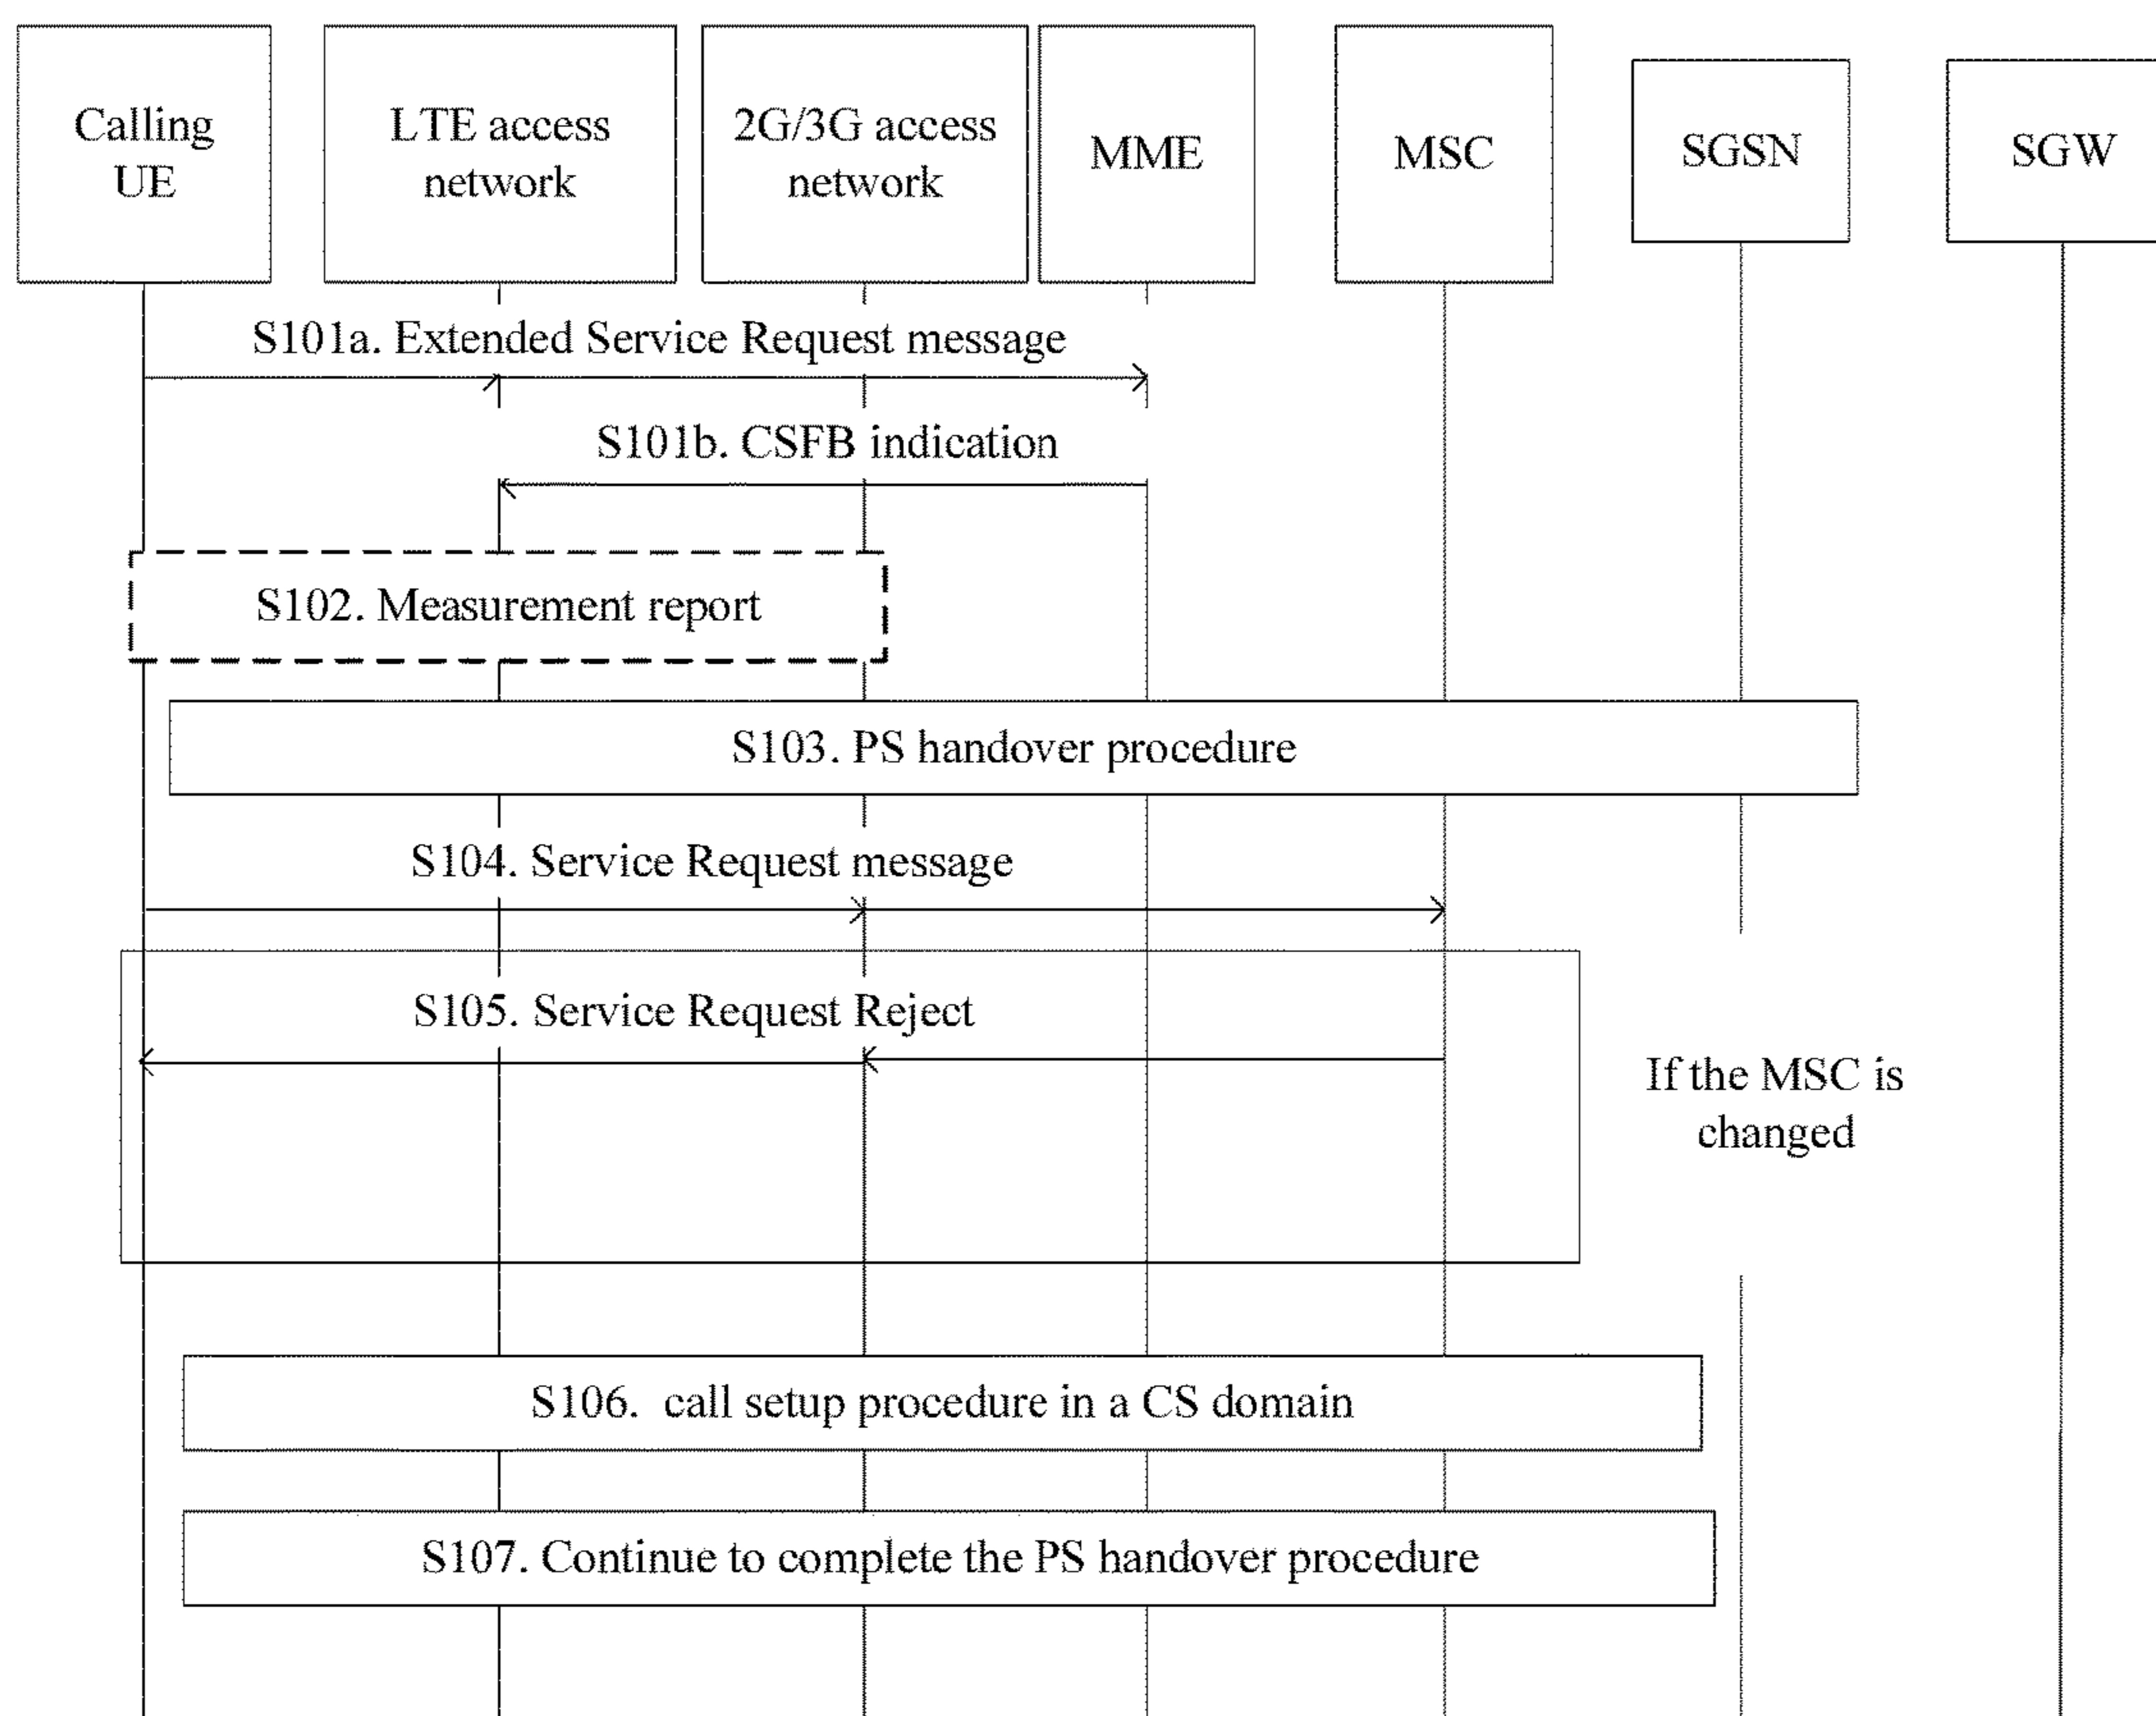 Calling
UE
LTE access
network
2G/3G access
network
MME
MSC
SGSN
SGW
S101a. Extended Service Request message
S101b. CSFB indication
S102. Measurement report
S103. PS handover procedure
S104. Service Request message
S105. Service Request Reject
If the MSC is
changed
S106. call setup procedure in a CS domain
S107. Continue to complete the PS handover procedure